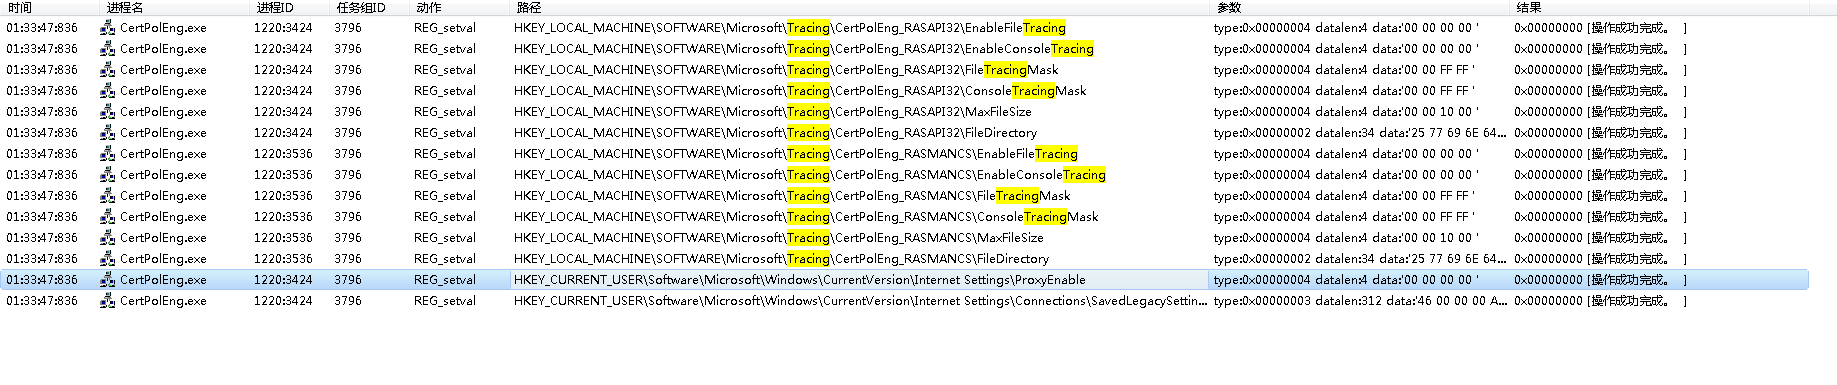 时间 进程名 进程ID 任务组ID 动作 路径 参数 结果
01:33:47:836 CertPolEng.exe 1220:3424 3796 REG_setval HKEY_LOCAL_MACHINE\SOFTWARE\Microsoft\Tracing\CertPolEng_RASAPI32\EnableFileTracing type:0x00000004 datalen:4 data:'00 00 00 00 ' 0x00000000 [操作成功完成。 ]
01:33:47:836 CertPolEng.exe 1220:3424 3796 REG_setval HKEY_LOCAL_MACHINE\SOFTWARE\Microsoft\Tracing\CertPolEng_RASAPI32\EnableConsoleTracing type:0x00000004 datalen:4 data:'00 00 00 00 ' 0x00000000 [操作成功完成。 ]
01:33:47:836 CertPolEng.exe 1220:3424 3796 REG_setval HKEY_LOCAL_MACHINE\SOFTWARE\Microsoft\Tracing\CertPolEng_RASAPI32\FileTracingMask type:0x00000004 datalen:4 data:'00 00 FF FF ' 0x00000000 [操作成功完成。 ]
01:33:47:836 CertPolEng.exe 1220:3424 3796 REG_setval HKEY_LOCAL_MACHINE\SOFTWARE\Microsoft\Tracing\CertPolEng_RASAPI32\ConsoleTracingMask type:0x00000004 datalen:4 data:'00 00 FF FF ' 0x00000000 [操作成功完成。 ]
01:33:47:836 CertPolEng.exe 1220:3424 3796 REG_setval HKEY_LOCAL_MACHINE\SOFTWARE\Microsoft\Tracing\CertPolEng_RASAPI32\MaxFileSize type:0x00000004 datalen:4 data:'00 00 10 00 ' 0x00000000 [操作成功完成。 ]
01:33:47:836 CertPolEng.exe 1220:3424 3796 REG_setval HKEY_LOCAL_MACHINE\SOFTWARE\Microsoft\Tracing\CertPolEng_RASAPI32\FileDirectory type:0x00000002 datalen:34 data:'25 77 69 6E 64... 0x00000000 [操作成功完成。 ]
01:33:47:836 CertPolEng.exe 1220:3536 3796 REG_setval HKEY_LOCAL_MACHINE\SOFTWARE\Microsoft\Tracing\CertPolEng_RASMANCS\EnableFileTracing type:0x00000004 datalen:4 data:'00 00 00 00 ' 0x00000000 [操作成功完成。 ]
01:33:47:836 CertPolEng.exe 1220:3536 3796 REG_setval HKEY_LOCAL_MACHINE\SOFTWARE\Microsoft\Tracing\CertPolEng_RASMANCS\EnableConsoleTracing type:0x00000004 datalen:4 data:'00 00 00 00 ' 0x00000000 [操作成功完成。 ]
01:33:47:836 CertPolEng.exe 1220:3536 3796 REG_setval HKEY_LOCAL_MACHINE\SOFTWARE\Microsoft\Tracing\CertPolEng_RASMANCS\FileTracingMask type:0x00000004 datalen:4 data:'00 00 FF FF ' 0x00000000 [操作成功完成。 ]
01:33:47:836 CertPolEng.exe 1220:3536 3796 REG_setval HKEY_LOCAL_MACHINE\SOFTWARE\Microsoft\Tracing\CertPolEng_RASMANCS\ConsoleTracingMask type:0x00000004 datalen:4 data:'00 00 FF FF ' 0x00000000 [操作成功完成。 ]
01:33:47:836 CertPolEng.exe 1220:3536 3796 REG_setval HKEY_LOCAL_MACHINE\SOFTWARE\Microsoft\Tracing\CertPolEng_RASMANCS\MaxFileSize type:0x00000004 datalen:4 data:'00 00 10 00 ' 0x00000000 [操作成功完成。 ]
01:33:47:836 CertPolEng.exe 1220:3536 3796 REG_setval HKEY_LOCAL_MACHINE\SOFTWARE\Microsoft\Tracing\CertPolEng_RASMANCS\FileDirectory type:0x00000002 datalen:34 data:'25 77 69 6E 64... 0x00000000 [操作成功完成。 ]
01:33:47:836 CertPolEng.exe 1220:3424 3796 REG_setval HKEY_CURRENT_USER\Software\Microsoft\Windows\CurrentVersion\Internet Settings\ProxyEnable type:0x00000004 datalen:4 data:'00 00 00 00 ' 0x00000000 [操作成功完成。 ]
01:33:47:836 CertPolEng.exe 1220:3424 3796 REG_setval HKEY_CURRENT_USER\Software\Microsoft\Windows\CurrentVersion\Internet Settings\Connections\SavedLegacySettin... type:0x00000003 datalen:312 data:'46 00 00 00 A... 0x00000000 [操作成功完成。 ]